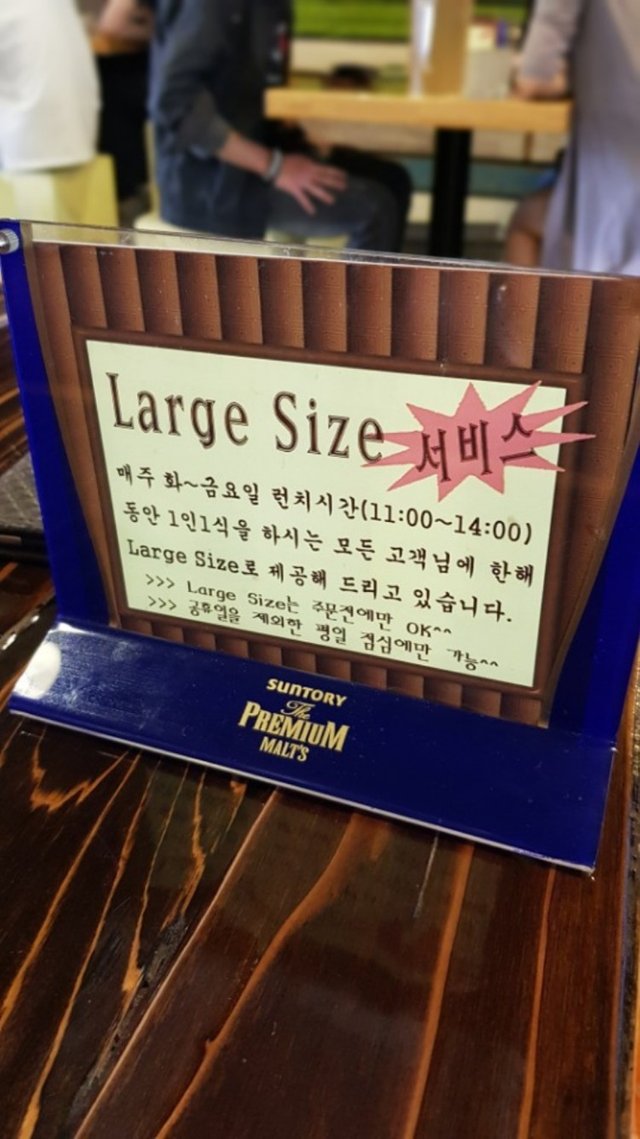 Large Size 서비스
매주 화~금요일 런치시간(11:00~14:00)
동안 1인1식을 하시는 모든 고객님에 한해
Large Size로 제공해 드리고 있습니다.
>>> Large Size는 주문전에만 OK^^
>>> 공휴일을 제외한 평일 점심에만 가능^^
SUNTORY
The
PREMIUM
MALT'S